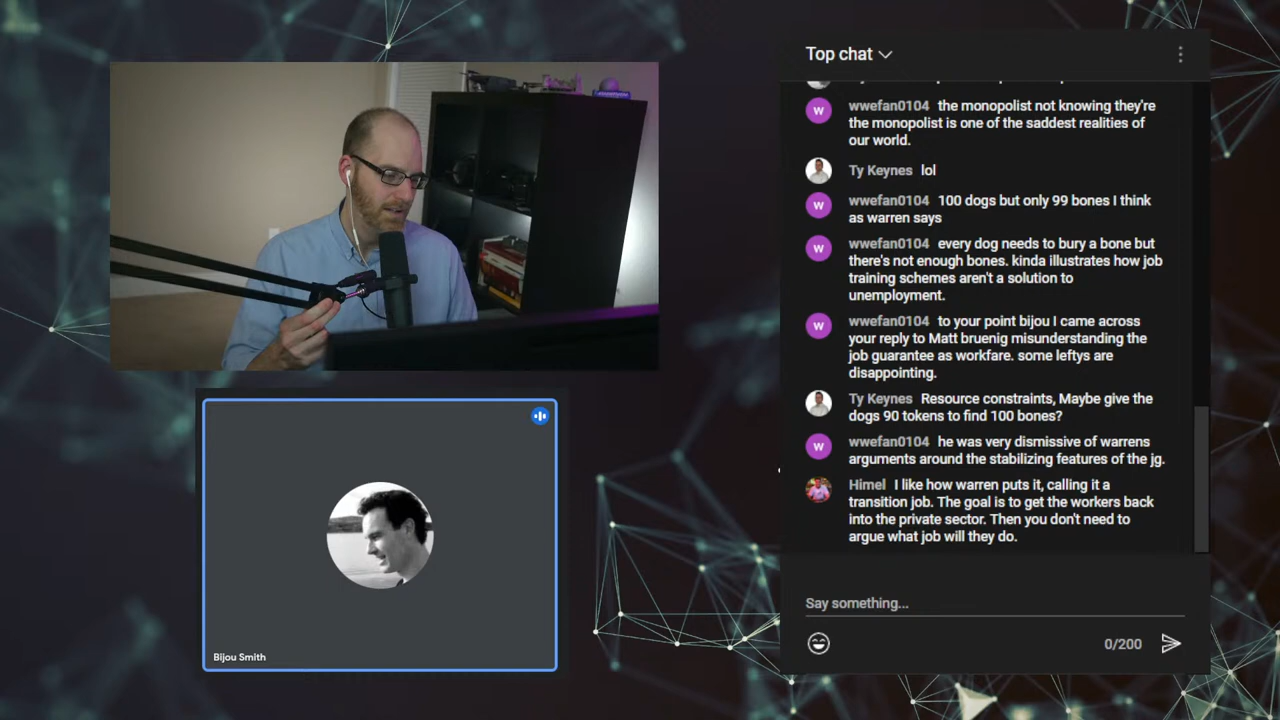 Top chat
wwefan0104 the monopolist not knowing they're
the monopolist is one of the saddest realities of
our world.
Ty Keynes lol
wwefan0104 100 dogs but only 99 bones I think
as warren says
wwefan0104 every dog needs to bury a bone but
there's not enough bones. kinda illustrates how job
training schemes aren't a solution to
unemployment.
wwefan0104 to your point bijou I came across
your reply to Matt bruenig misunderstanding the
job guarantee as workfare. some leftys are
disappointing.
Ty Keynes Resource constraints, Maybe give the
dogs 90 tokens to find 100 bones?
wwefan0104 he was very dismissive of warrens
arguments around the stabilizing features of the jg.
Himel I like how warren puts it, calling it a
transition job. The goal is to get the workers back
into the private sector. Then you don't need to
argue what job will they do.
Say something...
0/200
Bijou Smith
W
W
W
W
W